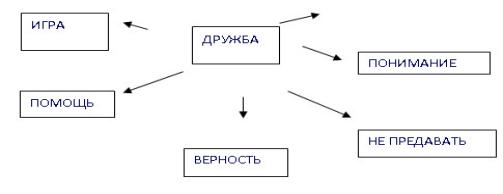 ИГРА
ДРУЖБА
ПОНИМАНИЕ
ПОМОЩЬ
НЕ ПРЕДАВАТЬ
ВЕРНОСТЬ